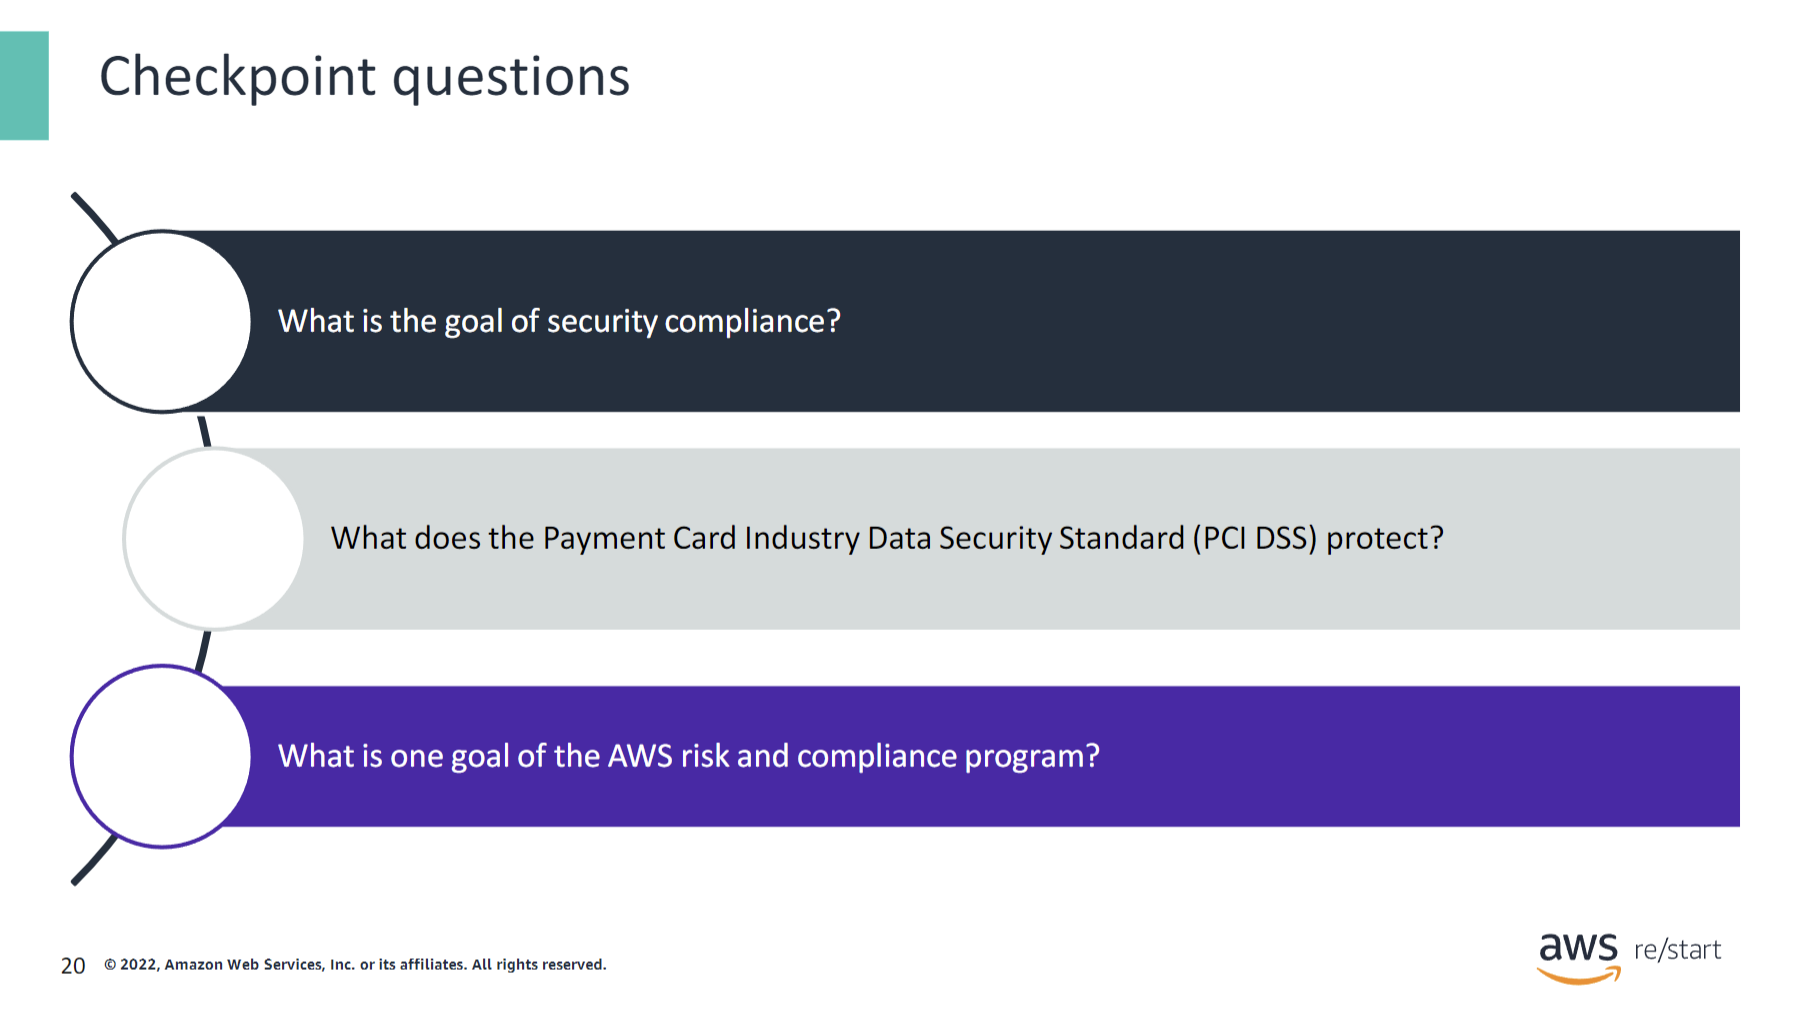 Checkpoint questions
What is the goal of security compliance?
What does the Payment Card Industry Data Security Standard (PCI DSS) protect?
What is one goal of the AWS risk and compliance program?
20 © 2022, Amazon Web Services, Inc. or its affiliates. All rights reserved.
aws re/start